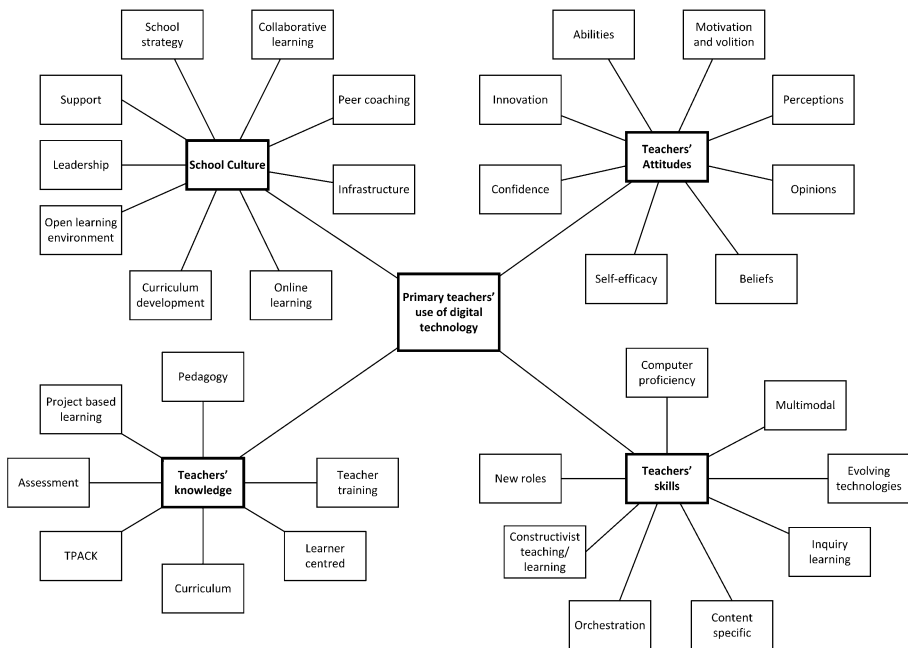 School
strategy
Collaborative
learning
Support
Peer coaching
Leadership
School Culture
Infrastructure
Open learning
environment
Curriculum
development
Online
learning
Abilities
Motivation
and volition
Innovation
Perceptions
Teachers’
Attitudes
Confidence
Opinions
Self-efficacy
Beliefs
Primary teachers’
use of digital
technology
Pedagogy
Project based
learning
Assessment
Teachers’
knowledge
Teacher
training
TPACK
Learner
centred
Curriculum
Computer
proficiency
Multimodal
New roles
Teachers’
skills
Evolving
technologies
Constructivist
teaching/
learning
Inquiry
learning
Orchestration
Content
specific